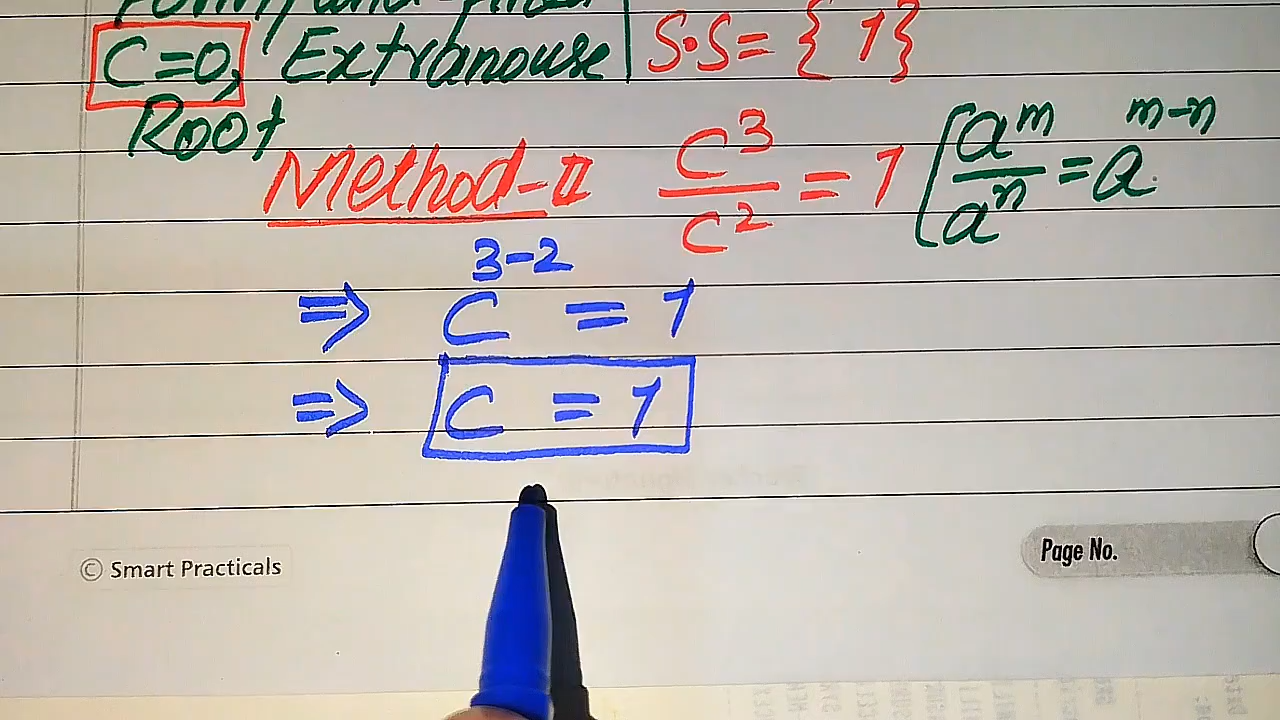 C=0, Extranouse
Root
S.S= { 1}
Method-II C³/C² = 1 [aᵐ/aⁿ = aᵐ⁻ⁿ
⇒ C³⁻² = 1
⇒ C = 1
© Smart Practicals
Page No.